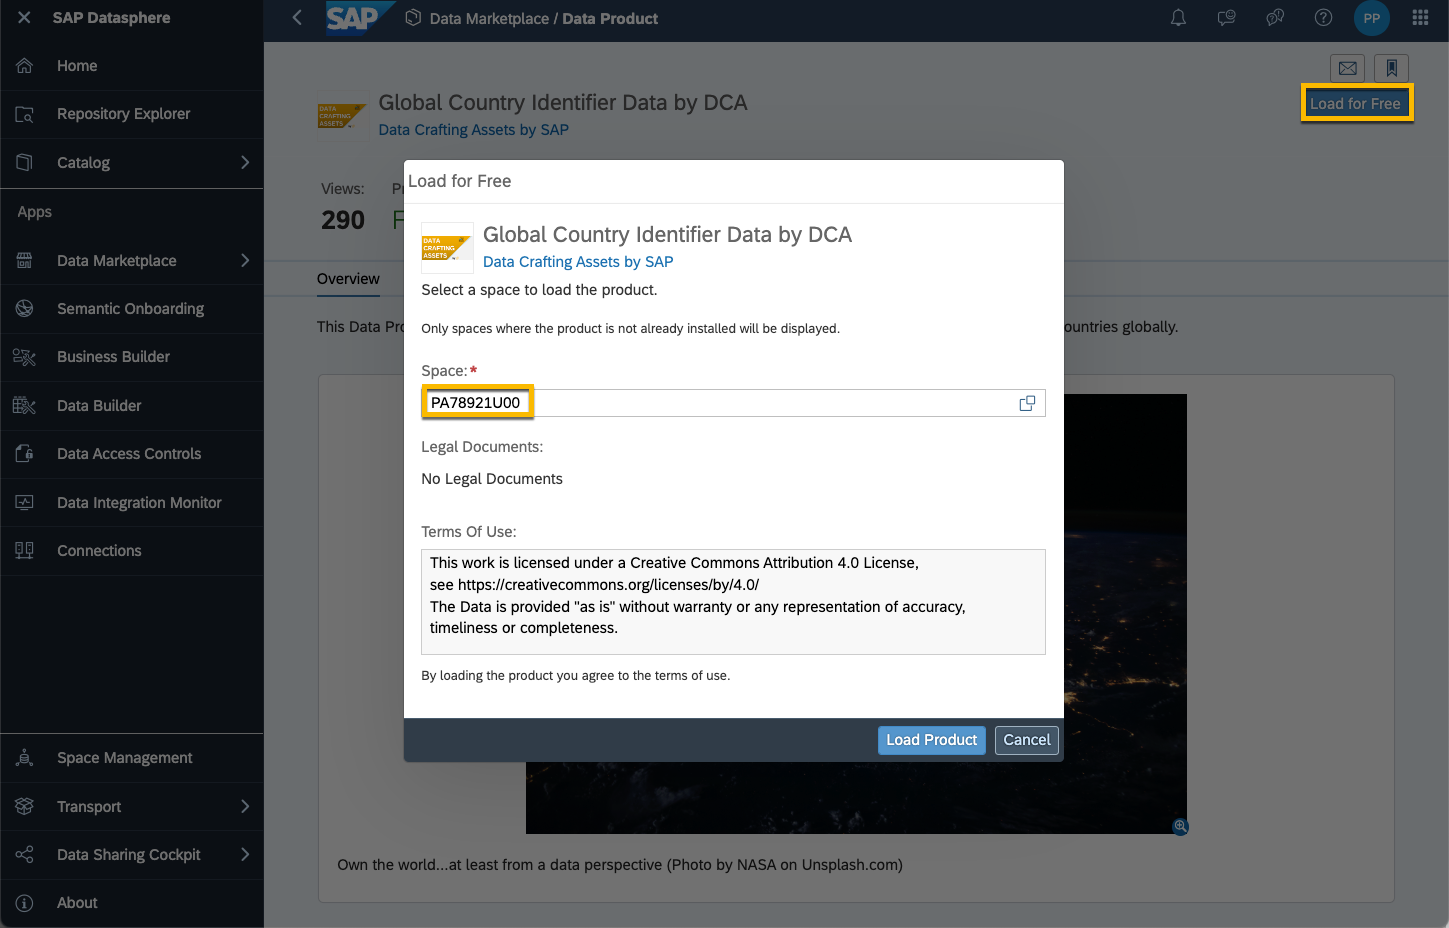 SAP Datasphere
Home
Repository Explorer
Catalog
Apps
Data Marketplace
Semantic Onboarding
Business Builder
Data Builder
Data Access Controls
Data Integration Monitor
Connections
Space Management
Transport
Data Sharing Cockpit
About
SAP
Data Marketplace / Data Product
PP
DATA
CRAFTING
ASSETS
Global Country Identifier Data by DCA
Data Crafting Assets by SAP
Load for Free
Views:
290
Overview
This Data
ountries globally.
Load for Free
DATA
CRAFTING
ASSETS
Global Country Identifier Data by DCA
Data Crafting Assets by SAP
Select a space to load the product.
Only spaces where the product is not already installed will be displayed.
Space:*
PA78921U00
Legal Documents:
No Legal Documents
Terms Of Use:
This work is licensed under a Creative Commons Attribution 4.0 License,
see https://creativecommons.org/licenses/by/4.0/
The Data is provided "as is" without warranty or any representation of accuracy,
timeliness or completeness.
By loading the product you agree to the terms of use.
Load Product
Cancel
Own the world...at least from a data perspective (Photo by NASA on Unsplash.com)